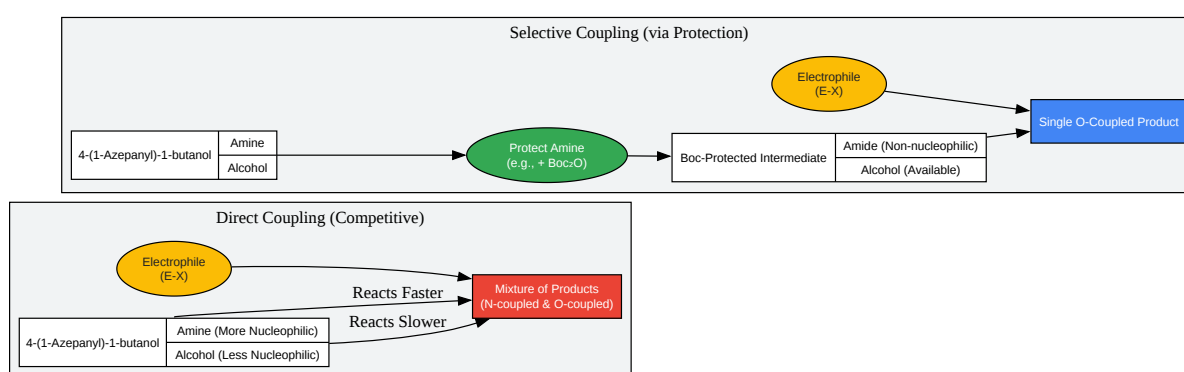 Selective Coupling (via Protection)
Electrophile
(E-X)
4-(1-Azepanyl)-1-butanol
Amine
Alcohol
Protect Amine
(e.g., + Boc₂O)
Boc-Protected Intermediate
Amide (Non-nucleophilic)
Alcohol (Available)
Single O-Coupled Product
Direct Coupling (Competitive)
Electrophile
(E-X)
Reacts Faster
Reacts Slower
4-(1-Azepanyl)-1-butanol
Amine (More Nucleophilic)
Alcohol (Less Nucleophilic)
Mixture of Products
(N-coupled & O-coupled)